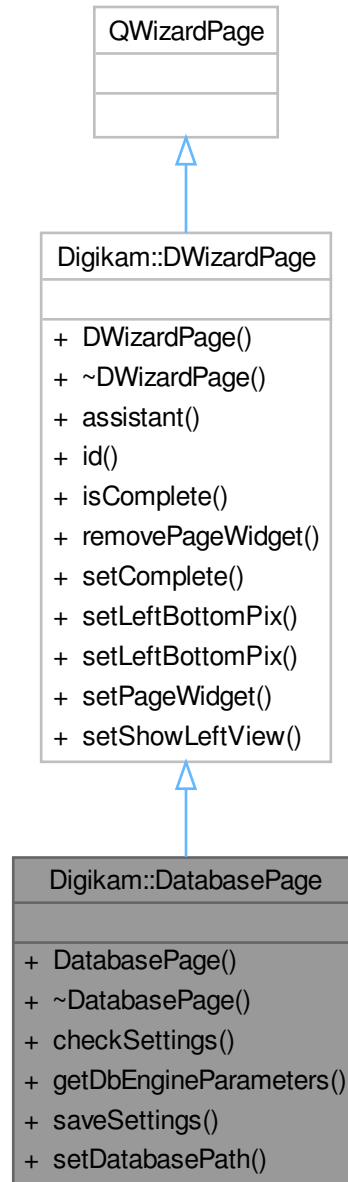 QWizardPage
Digikam::DWizardPage
+ DWizardPage()
+ ~DWizardPage()
+ assistant()
+ id()
+ isComplete()
+ removePageWidget()
+ setComplete()
+ setLeftBottomPix()
+ setLeftBottomPix()
+ setPageWidget()
+ setShowLeftView()
Digikam::DatabasePage
+ DatabasePage()
+ ~DatabasePage()
+ checkSettings()
+ getDbEngineParameters()
+ saveSettings()
+ setDatabasePath()